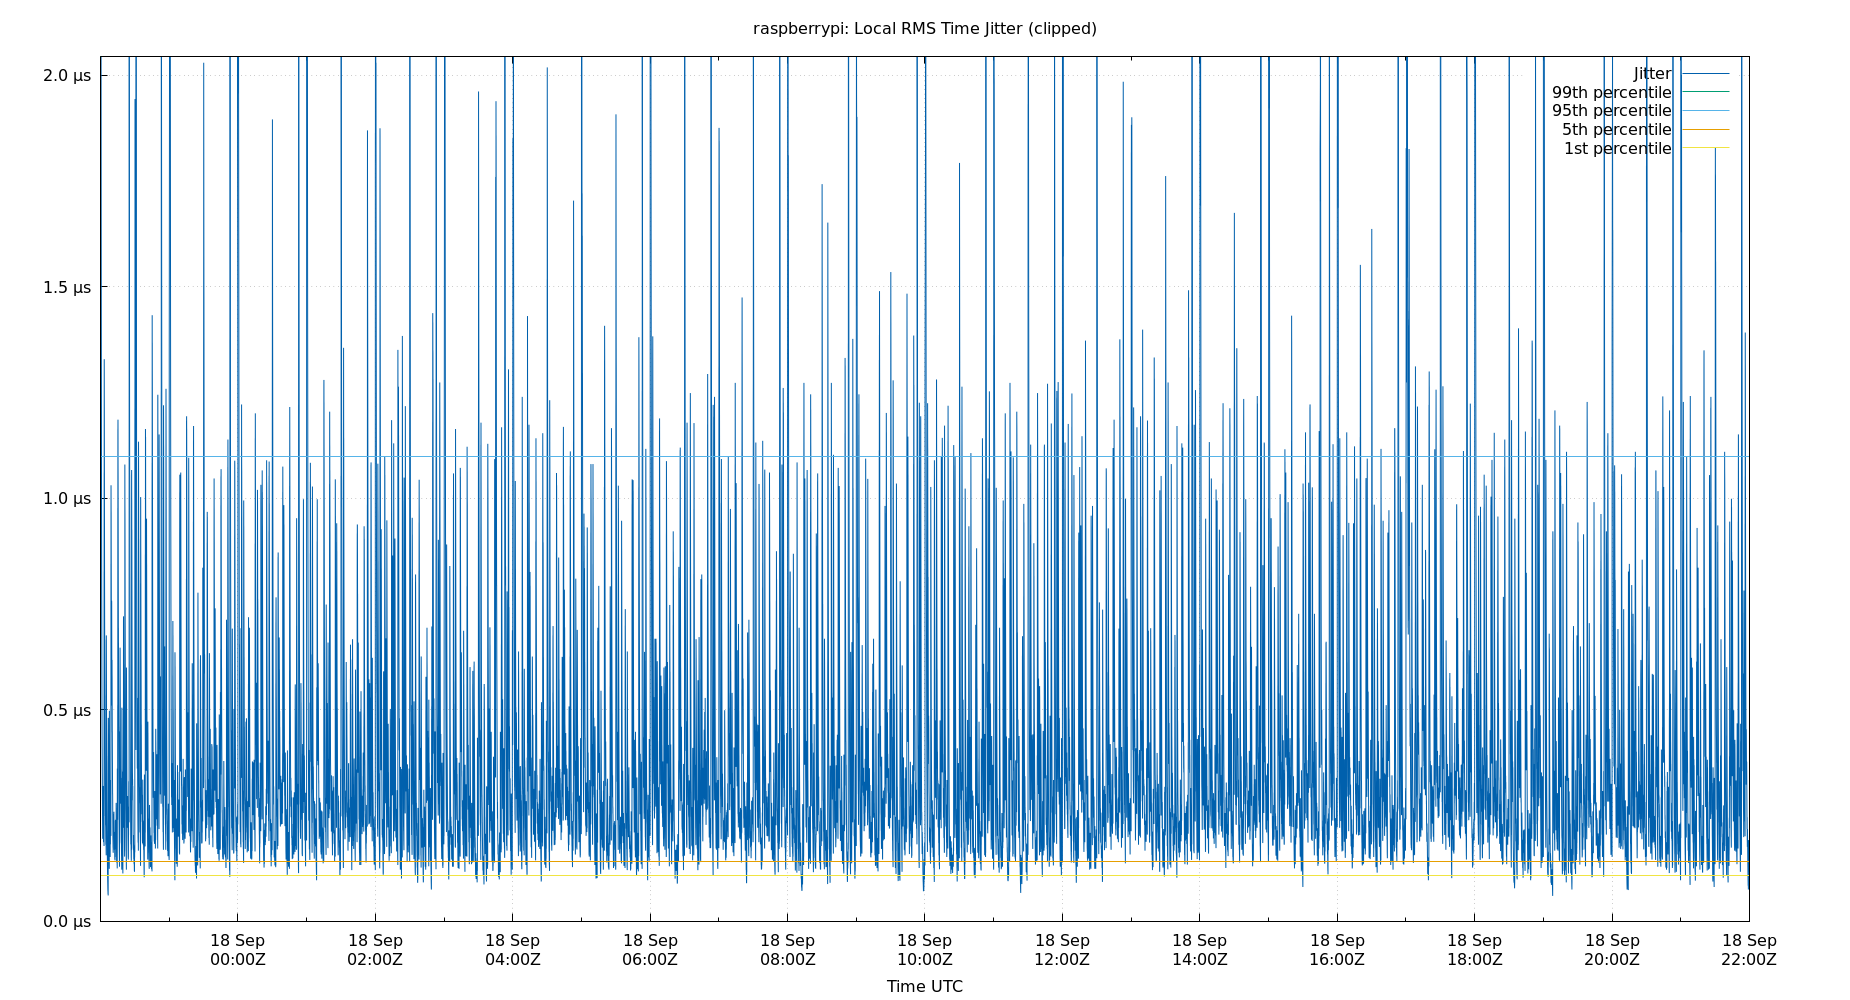 raspberrypi: Local RMS Time Jitter (clipped)
2.0 µs
1.5 µs
1.0 µs
0.5 µs
0.0 µs
Jitter
99th percentile
95th percentile
5th percentile
1st percentile
18 Sep 18 Sep 18 Sep 18 Sep 18 Sep 18 Sep 18 Sep 18 Sep 18 Sep 18 Sep 18 Sep 18 Sep
00:00Z 02:00Z 04:00Z 06:00Z 08:00Z 10:00Z 12:00Z 14:00Z 16:00Z 18:00Z 20:00Z 22:00Z
Time UTC